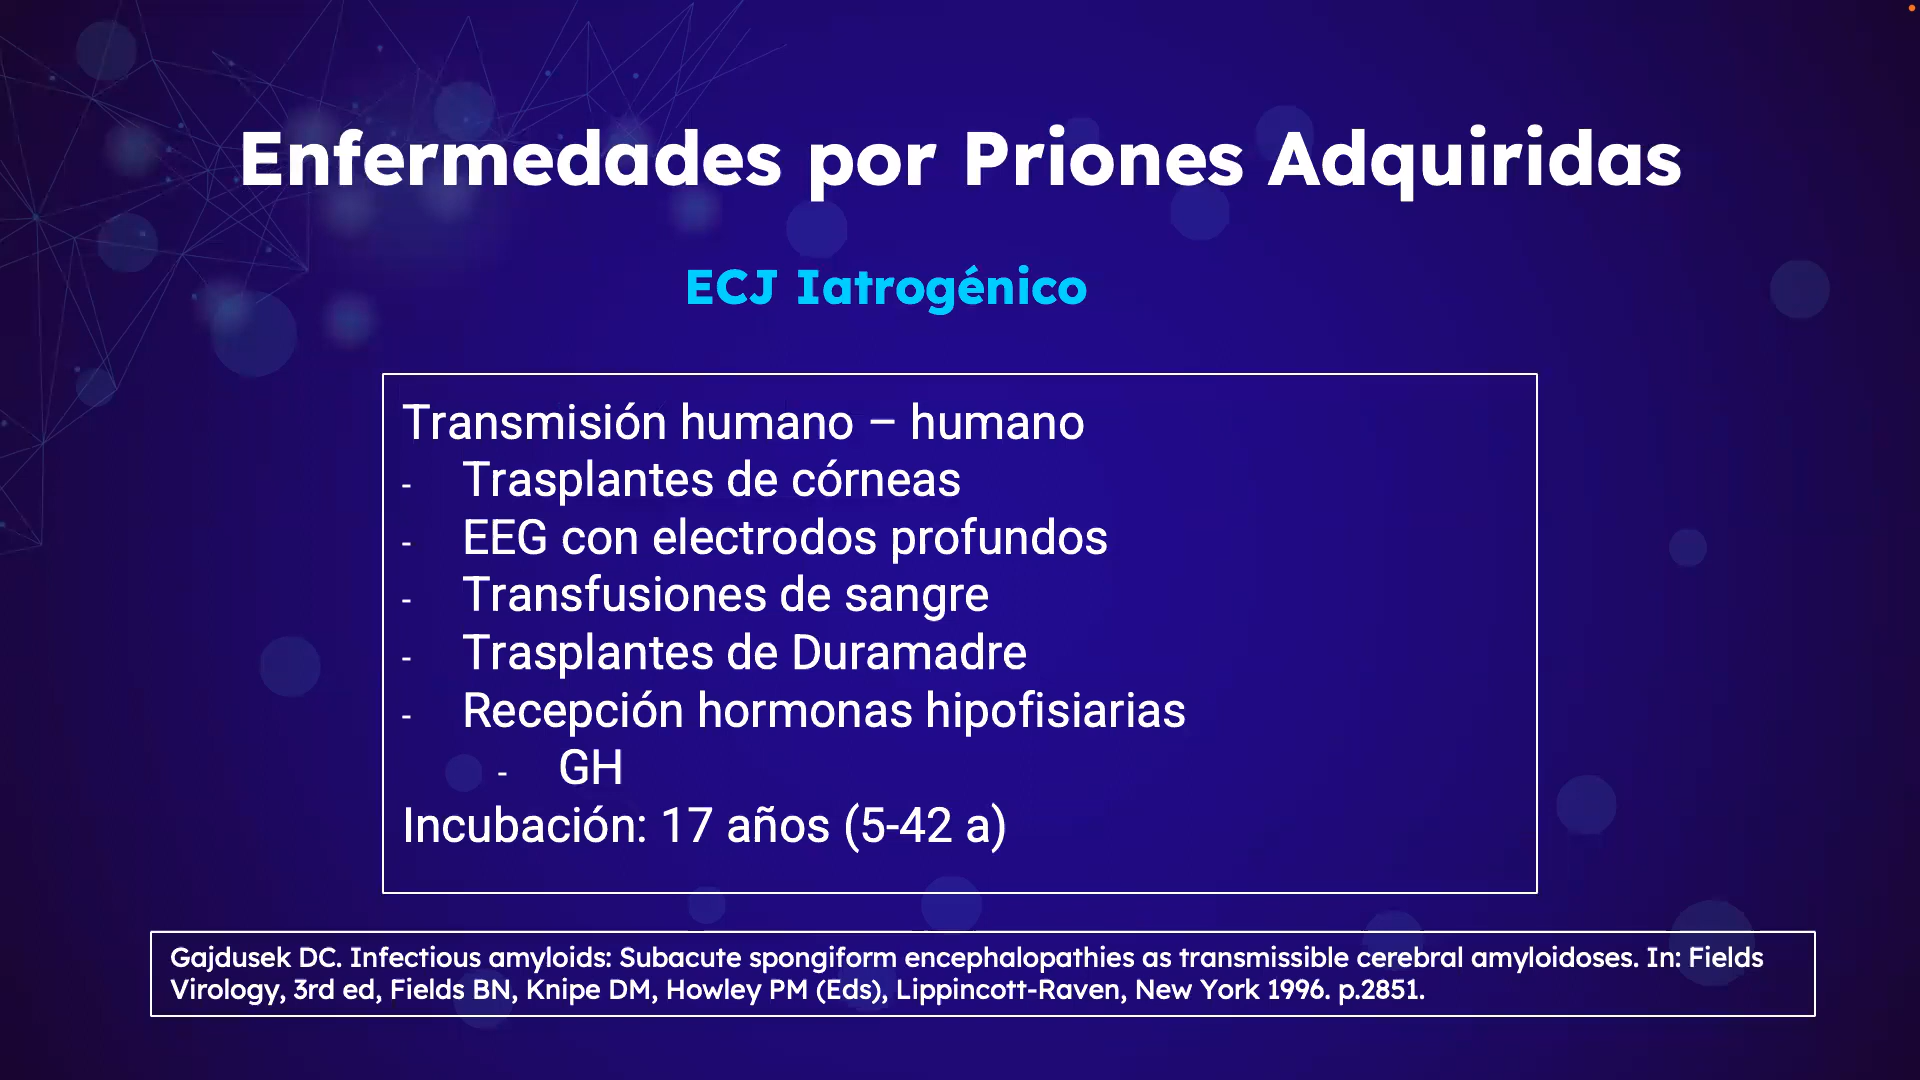 Enfermedades por Priones Adquiridas
ECJ Iatrogénico
Transmisión humano – humano
- Trasplantes de córneas
- EEG con electrodos profundos
- Transfusiones de sangre
- Trasplantes de Duramadre
- Recepción hormonas hipofisiarias
- GH
Incubación: 17 años (5-42 a)
Gajdusek DC. Infectious amyloids: Subacute spongiform encephalopathies as transmissible cerebral amyloidoses. In: Fields
Virology, 3rd ed, Fields BN, Knipe DM, Howley PM (Eds), Lippincott-Raven, New York 1996. p.2851.